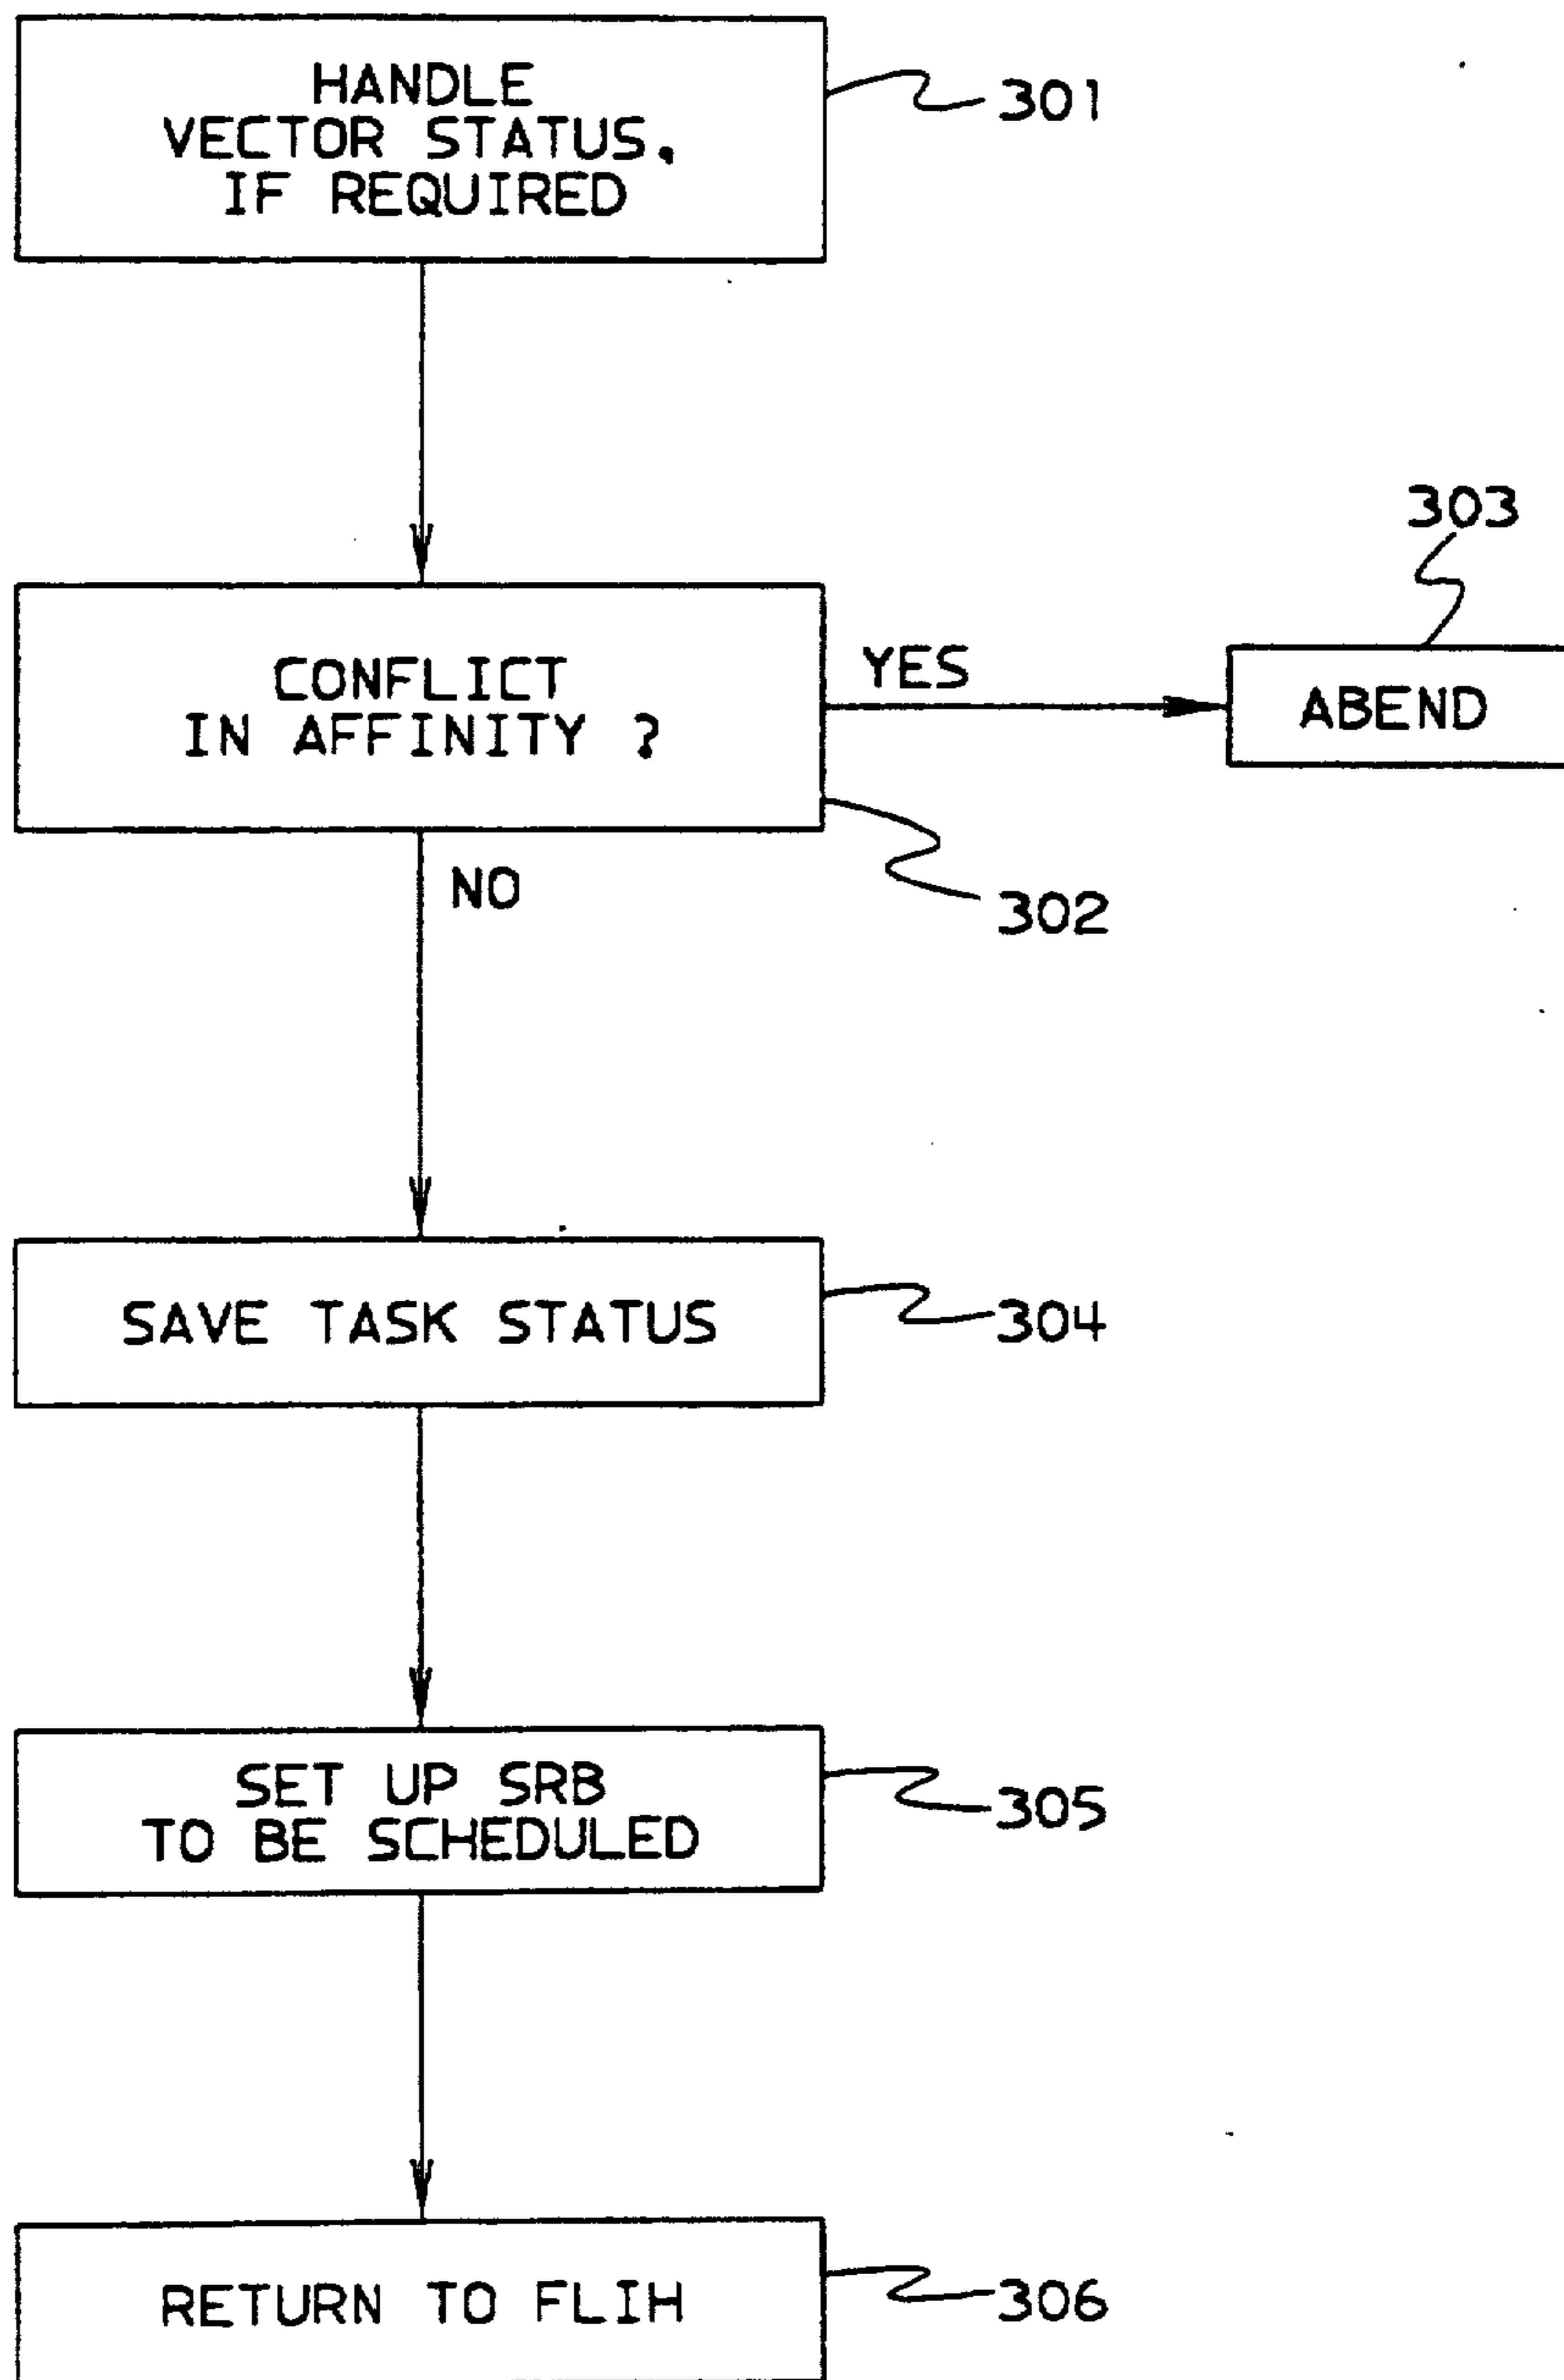 HANDLE
VECTOR STATUS,
IF REQUIRED
301
303
CONFLICT
IN AFFINITY ?
YES
ABEND
NO
302
SAVE TASK STATUS
304
SET UP SRB
TO BE SCHEDULED
305
RETURN TO FLIH
306